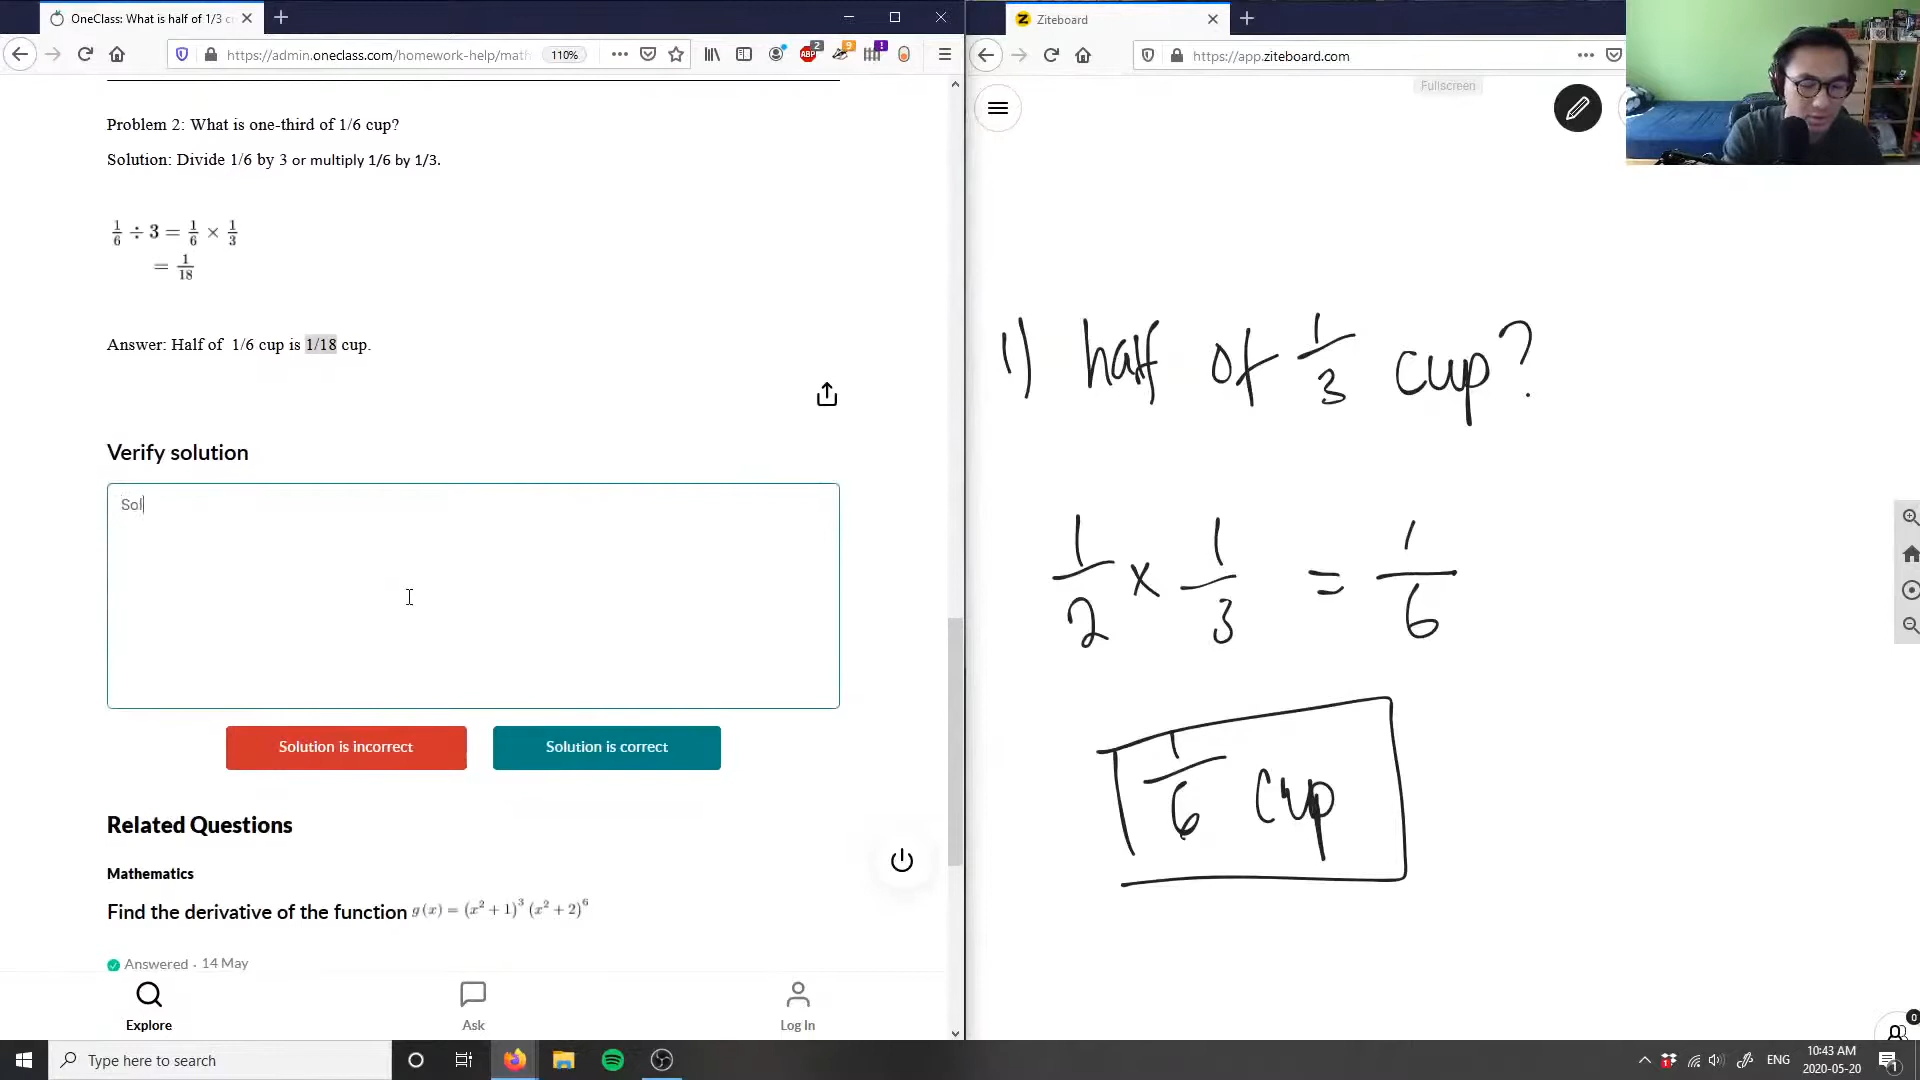 OneClass: What is half of 1/3 c
https://admin.oneclass.com/homework-help/math
110%
2
9
!
Problem 2: What is one-third of 1/6 cup?
Solution: Divide 1/6 by 3 or multiply 1/6 by 1/3.
1/6 ÷ 3 = 1/6 × 1/3
= 1/18
Answer: Half of 1/6 cup is 1/18 cup.
Verify solution
Sol
Solution is incorrect
Solution is correct
Related Questions
Mathematics
Find the derivative of the function g(x) = (x² + 1)³ (x² + 2)⁶
Answered · 14 May
Explore
Ask
Log In
Ziteboard
https://app.ziteboard.com
Fullscreen
1) half of 1/3 cup?
1/2 x 1/3 = 1/6
1/6 cup
0
Type here to search
ENG
10:43 AM
2020-05-20
1